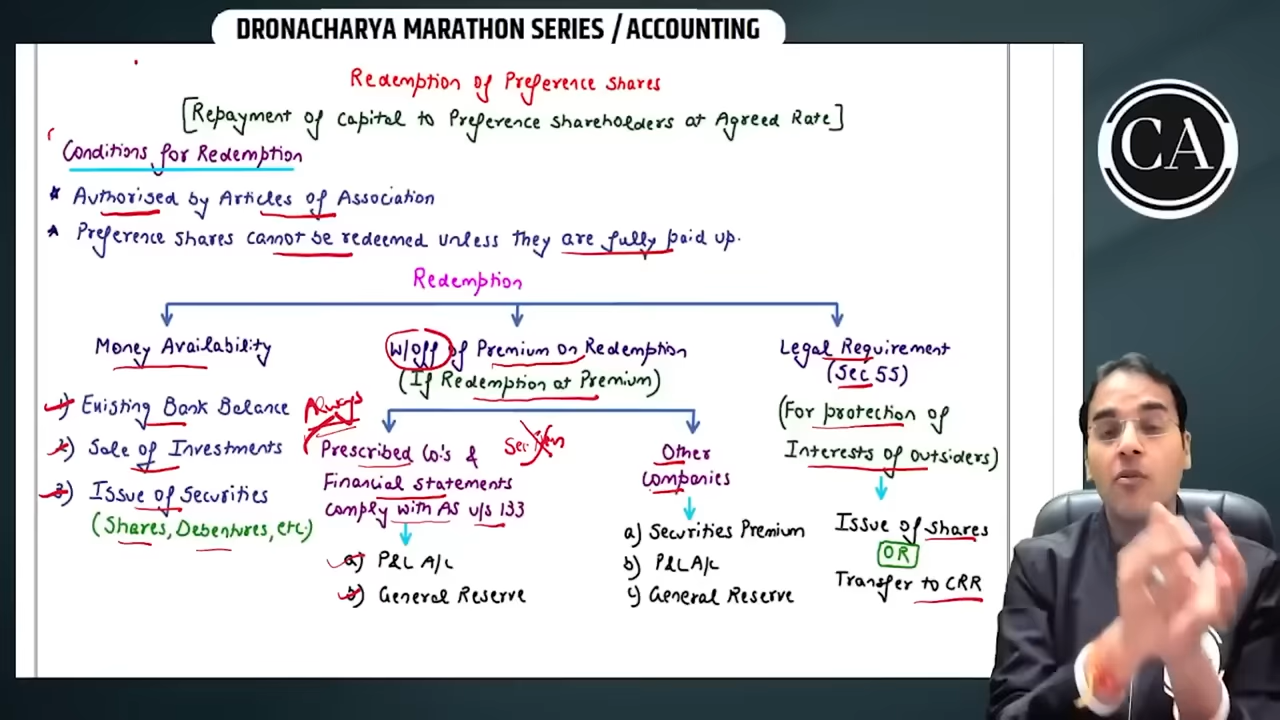 DRONACHARYA MARATHON SERIES / ACCOUNTING
Redemption of Preference shares
[Repayment of capital to Preference shareholders at Agreed Rate]
Conditions for Redemption
* Authorised by Articles of Association
* Preference shares cannot be redeemed unless they are fully paid up.
Redemption
Money Availability
1) Existing Bank Balance
2) Sale of Investments
3) Issue of Securities
(Shares, Debentures, etc.)
W/off of Premium on Redemption
(If Redemption at Premium)
Always
Prescribed Co's &
Financial statements
comply with AS u/s 133
a) P&L A/c
b) General Reserve
Other
Companies
a) Securities Premium
b) P&L A/c
c) General Reserve
Legal Requirement
(Sec 55)
(For protection of
Interests of outsiders)
Issue of shares
OR
Transfer to CRR
CA